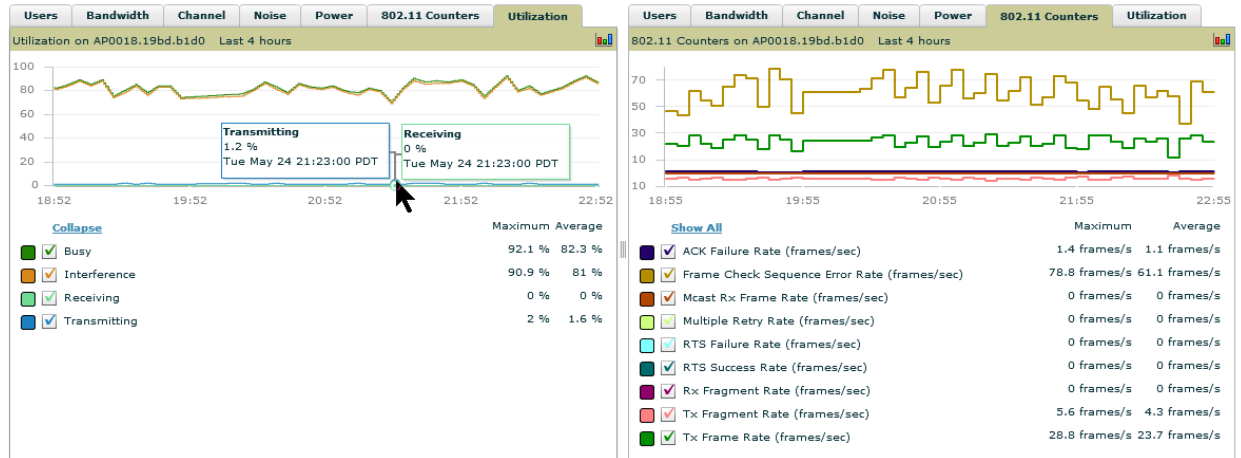 Users Bandwidth Channel Noise Power 802.11 Counters Utilization
Utilization on AP0018.19bd.b1d0 Last 4 hours
100
80
60
40
20
0
Transmitting
1.2 %
Tue May 24 21:23:00 PDT
Receiving
0 %
Tue May 24 21:23:00 PDT
18:52 19:52 20:52 21:52 22:52
Collapse Maximum Average
Busy 92.1 % 82.3 %
Interference 90.9 % 81 %
Receiving 0 % 0 %
Transmitting 2 % 1.6 %
Users Bandwidth Channel Noise Power 802.11 Counters Utilization
802.11 Counters on AP0018.19bd.b1d0 Last 4 hours
70
50
30
10
10
18:55 19:55 20:55 21:55 22:55
Show All Maximum Average
ACK Failure Rate (frames/sec) 1.4 frames/s 1.1 frames/s
Frame Check Sequence Error Rate (frames/sec) 78.8 frames/s 61.1 frames/s
Mcast Rx Frame Rate (frames/sec) 0 frames/s 0 frames/s
Multiple Retry Rate (frames/sec) 0 frames/s 0 frames/s
RTS Failure Rate (frames/sec) 0 frames/s 0 frames/s
RTS Success Rate (frames/sec) 0 frames/s 0 frames/s
Rx Fragment Rate (frames/sec) 0 frames/s 0 frames/s
Tx Fragment Rate (frames/sec) 5.6 frames/s 4.3 frames/s
Tx Frame Rate (frames/sec) 28.8 frames/s 23.7 frames/s